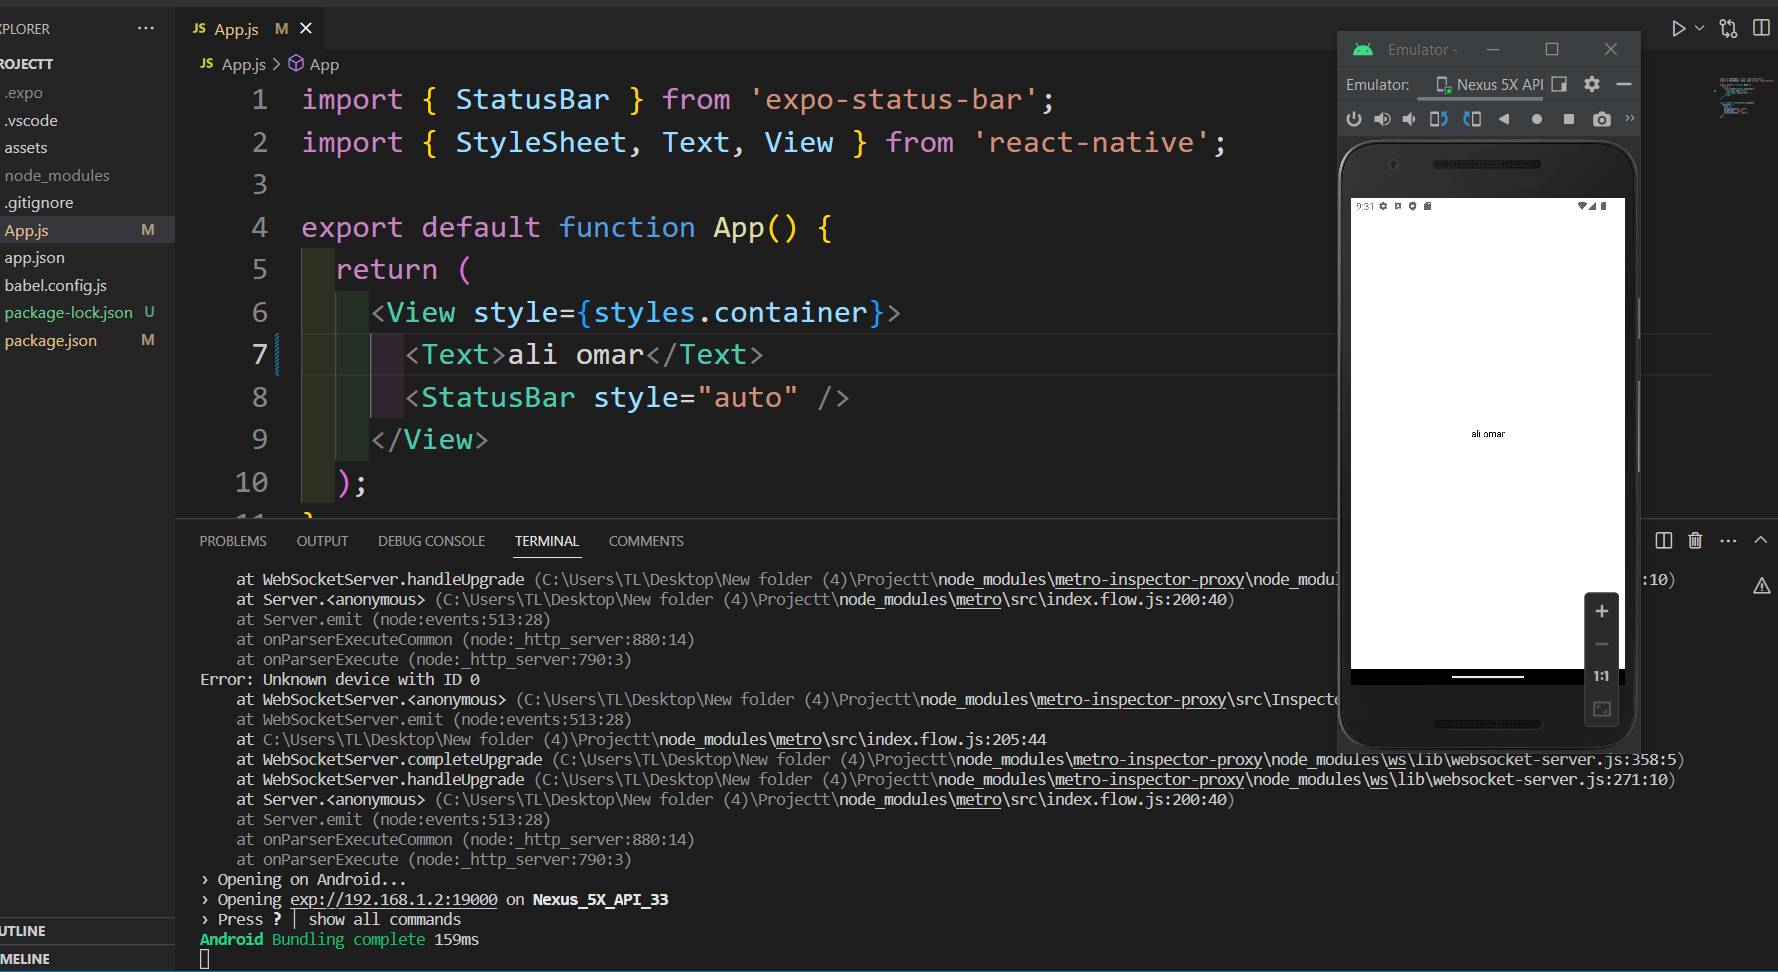 XPLORER
···
ROJECTT
.expo
.vscode
assets
node_modules
.gitignore
App.js M
app.json
babel.config.js
package-lock.json U
package.json M
UTLINE
MELINE
JS App.js M
JS App.js > App
1 import { StatusBar } from 'expo-status-bar';
2 import { StyleSheet, Text, View } from 'react-native';
3
4 export default function App() {
5 return (
6 <View style={styles.container}>
7 <Text>ali omar</Text>
8 <StatusBar style="auto" />
9 </View>
10 );
11 }
PROBLEMS OUTPUT DEBUG CONSOLE TERMINAL COMMENTS
at WebSocketServer.handleUpgrade (C:\Users\TL\Desktop\New folder (4)\Projectt\node_modules\metro-inspector-proxy\node_modul :10)
at Server.<anonymous> (C:\Users\TL\Desktop\New folder (4)\Projectt\node_modules\metro\src\index.flow.js:200:40)
at Server.emit (node:events:513:28)
at onParserExecuteCommon (node:_http_server:880:14)
at onParserExecute (node:_http_server:790:3)
Error: Unknown device with ID 0
at WebSocketServer.<anonymous> (C:\Users\TL\Desktop\New folder (4)\Projectt\node_modules\metro-inspector-proxy\src\Inspecto
at WebSocketServer.emit (node:events:513:28)
at C:\Users\TL\Desktop\New folder (4)\Projectt\node_modules\metro\src\index.flow.js:205:44
at WebSocketServer.completeUpgrade (C:\Users\TL\Desktop\New folder (4)\Projectt\node_modules\metro-inspector-proxy\node_modules\ws\lib\websocket-server.js:358:5)
at WebSocketServer.handleUpgrade (C:\Users\TL\Desktop\New folder (4)\Projectt\node_modules\metro-inspector-proxy\node_modules\ws\lib\websocket-server.js:271:10)
at Server.<anonymous> (C:\Users\TL\Desktop\New folder (4)\Projectt\node_modules\metro\src\index.flow.js:200:40)
at Server.emit (node:events:513:28)
at onParserExecuteCommon (node:_http_server:880:14)
at onParserExecute (node:_http_server:790:3)
› Opening on Android...
› Opening exp://192.168.1.2:19000 on Nexus_5X_API_33
› Press ? │ show all commands
Android Bundling complete 159ms
Emulator -
Emulator: Nexus 5X API
9:31
ali omar
1:1